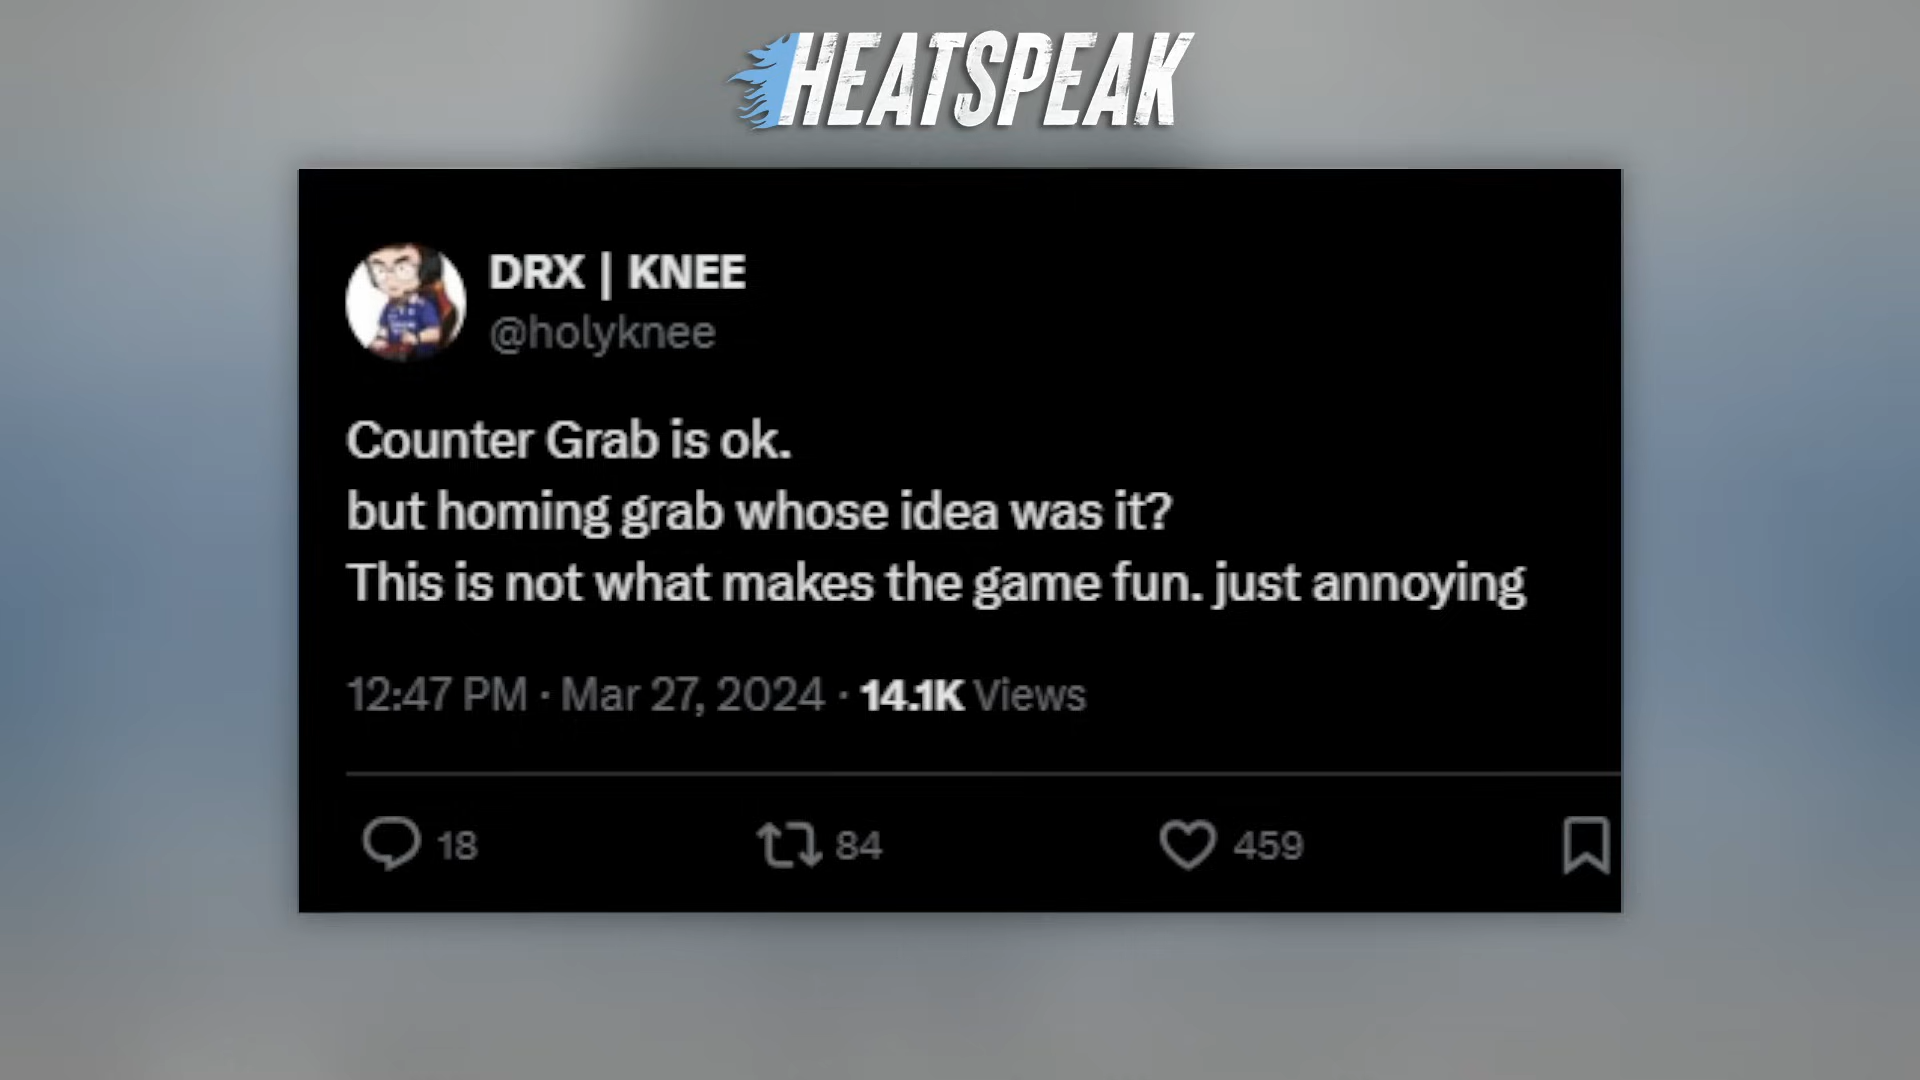 HEATSPEAK
DRX | KNEE
@holyknee
Counter Grab is ok.
but homing grab whose idea was it?
This is not what makes the game fun. just annoying
12:47 PM · Mar 27, 2024 · 14.1K Views
18 84 459